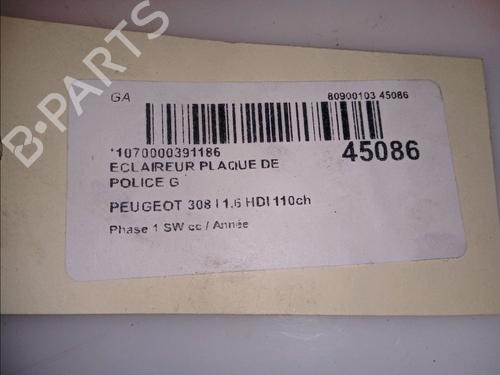 B-PARTS
GA
80900103 45086
*1070000391186
45086
ECLAIREUR PLAQUE DE
POLICE G
PEUGEOT 308 I 1.6 HDI 110ch
Phase 1 SW cc / Année